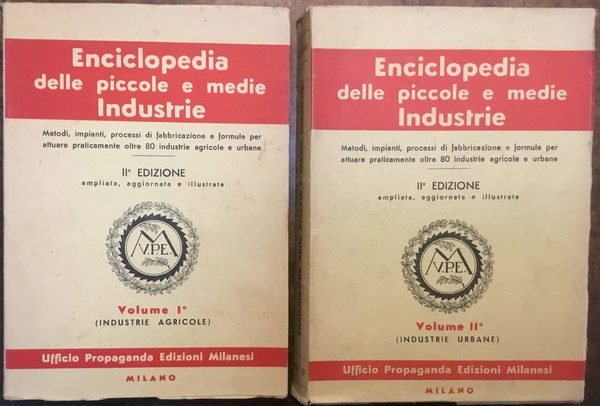 Enciclopedia
delle piccole e medie
Industrie
Metodi, impianti, processi di fabbricazione e formule per
attuare praticamente oltre 80 industrie agricole e urbane
IIª EDIZIONE
ampliata, aggiornata e illustrata
M
V.P.E.
Volume Iº
(INDUSTRIE AGRICOLE)
Ufficio Propaganda Edizioni Milanesi
MILANO
Enciclopedia
delle piccole e medie
Industrie
Metodi, impianti, processi di fabbricazione e formule per
attuare praticamente oltre 80 industrie agricole e urbane
IIª EDIZIONE
ampliata, aggiornata e illustrata
M
V.P.E.
Volume IIº
(INDUSTRIE URBANE)
Ufficio Propaganda Edizioni Milanesi
MILANO